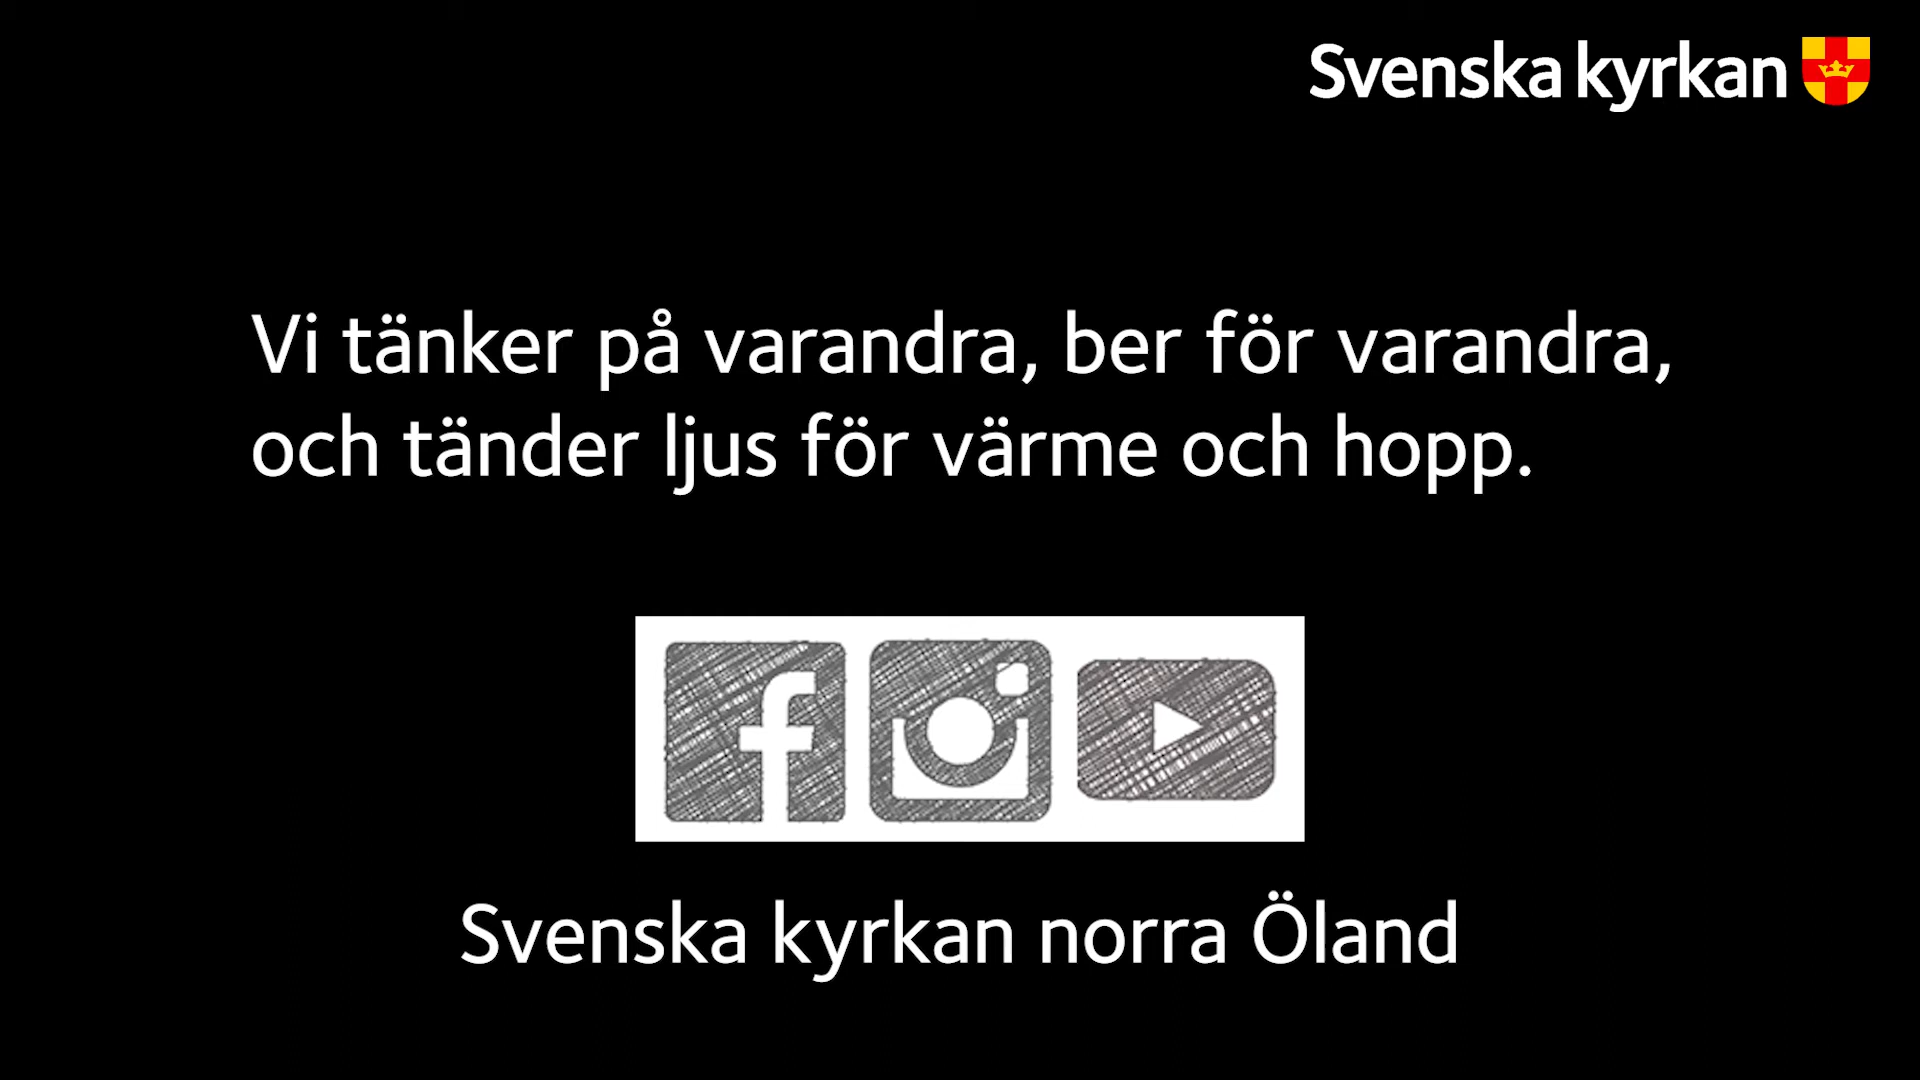 Svenska kyrkan
Vi tänker på varandra, ber för varandra,
och tänder ljus för värme och hopp.
Svenska kyrkan norra Öland